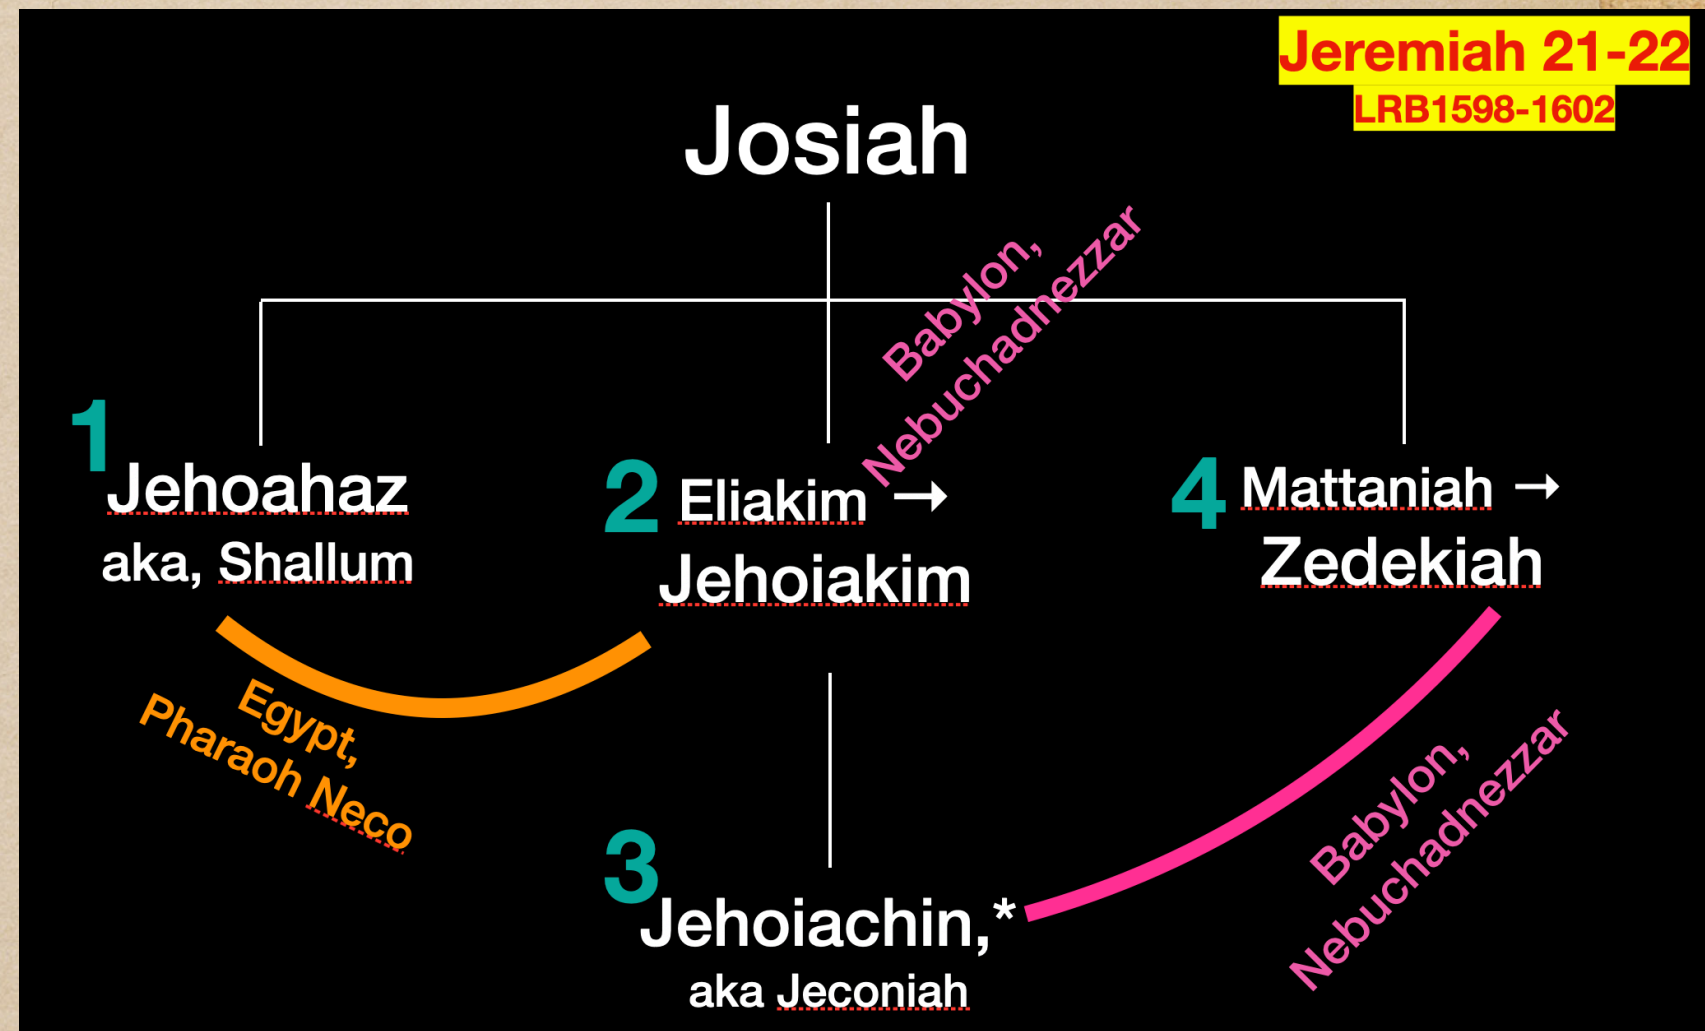 Jeremiah 21-22
LRB1598-1602
Josiah
Babylon,
Nebuchadnezzar
1
Jehoahaz
aka, Shallum
2 Eliakim →
Jehoiakim
4 Mattaniah →
Zedekiah
Egypt,
Pharaoh Neco
Babylon,
Nebuchadnezzar
3
Jehoiachin,*
aka Jeconiah